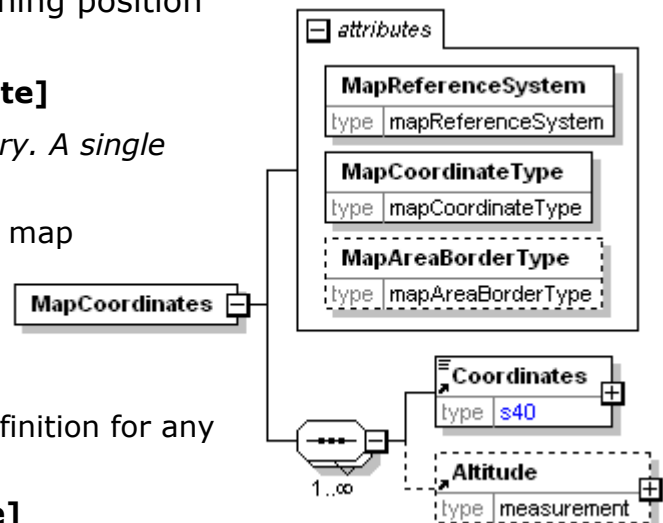 ning position
te]
ry. A single
map
finition for any
e]
attributes
MapReferenceSystem
type mapReferenceSystem
MapCoordinateType
type mapCoordinateType
MapAreaBorderType
type mapAreaBorderType
MapCoordinates
Coordinates
type s40
1..∞
Altitude
type measurement